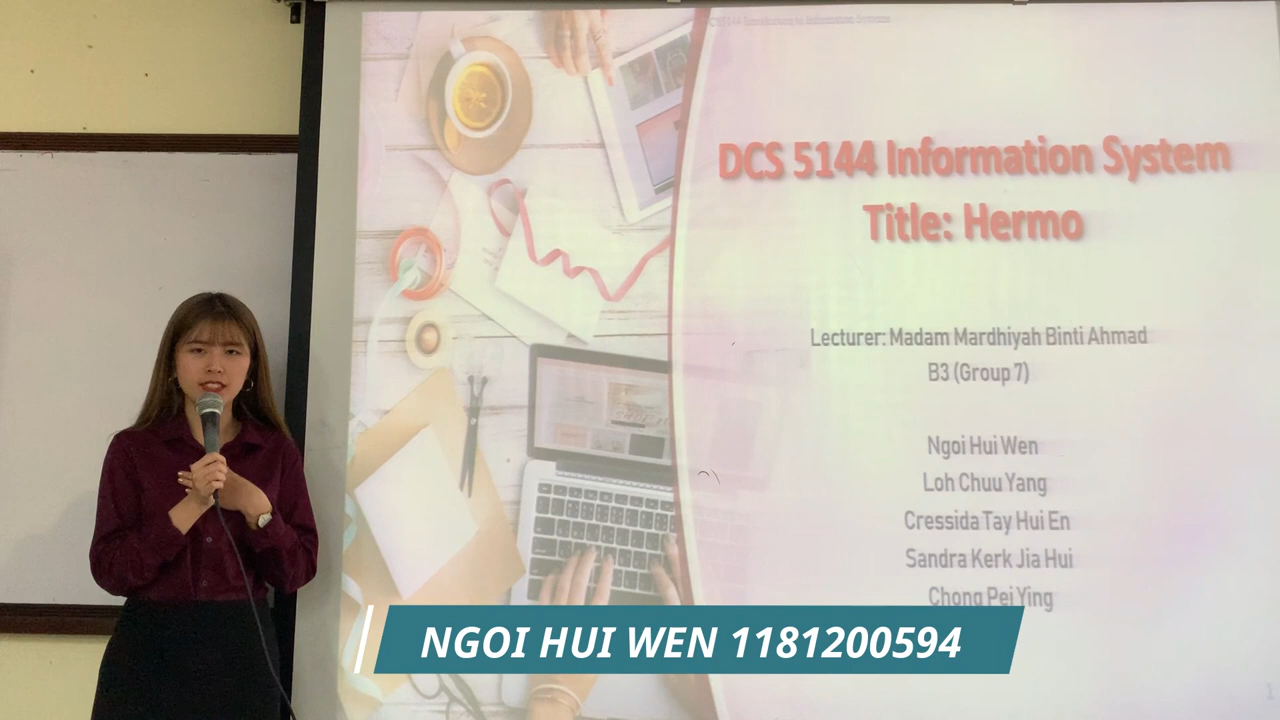 DCS 5144 Information System
Title: Hermo
Lecturer: Madam Mardhiyah Binti Ahmad
B3 (Group 7)
Ngoi Hui Wen
Loh Chuu Yang
Cressida Tay Hui En
Sandra Kerk Jia Hui
Chong Pei Ying
NGOI HUI WEN 1181200594
1